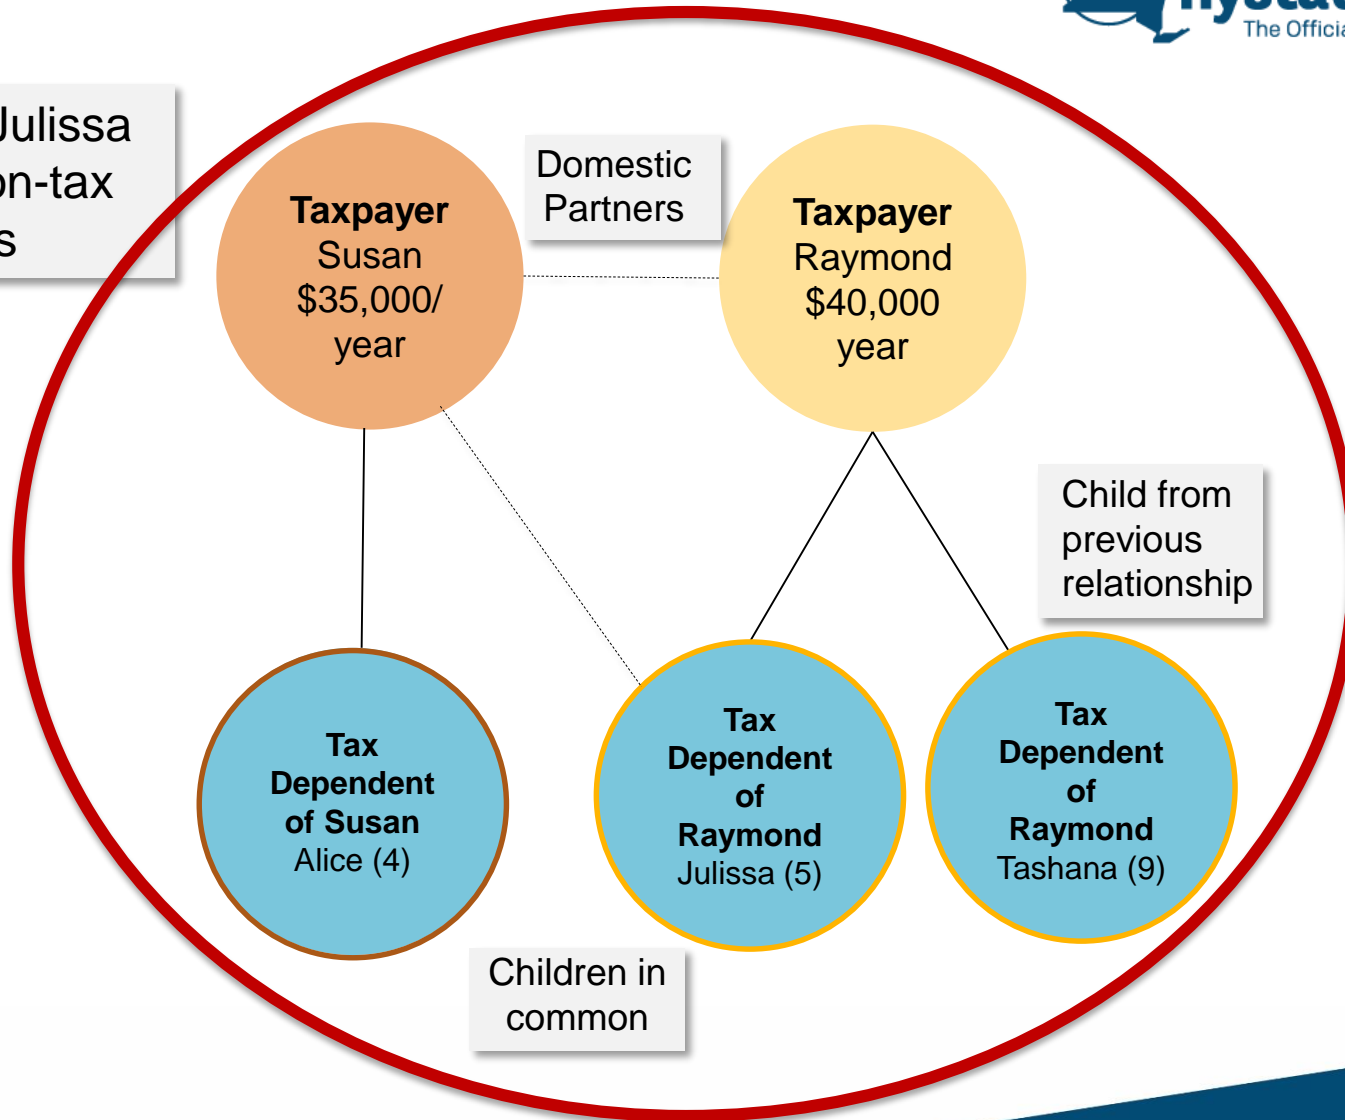 The Officia
Julissa
on-tax
s
Domestic
Partners
Taxpayer
Susan
$35,000/
year
Taxpayer
Raymond
$40,000
year
Child from
previous
relationship
Tax
Dependent
of Susan
Alice (4)
Tax
Dependent
of
Raymond
Julissa (5)
Tax
Dependent
of
Raymond
Tashana (9)
Children in
common